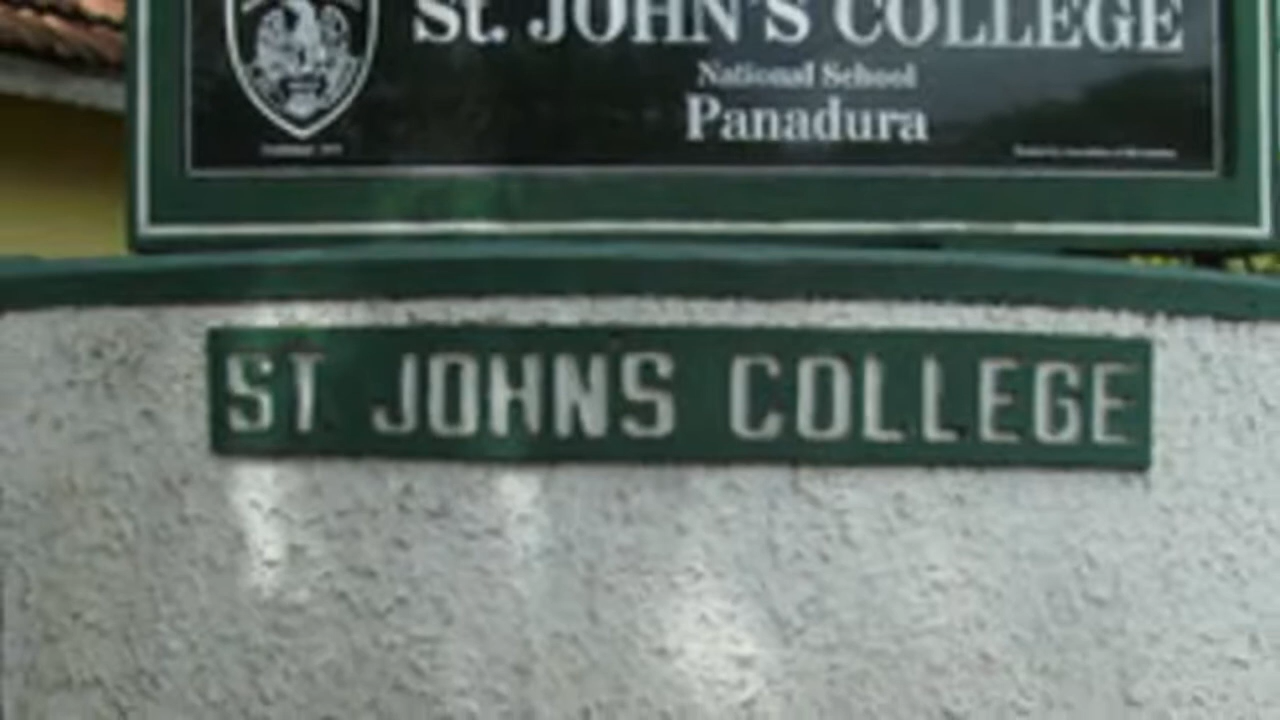 St. JOHN'S COLLEGE
National School
Panadura
ST JOHNS COLLEGE